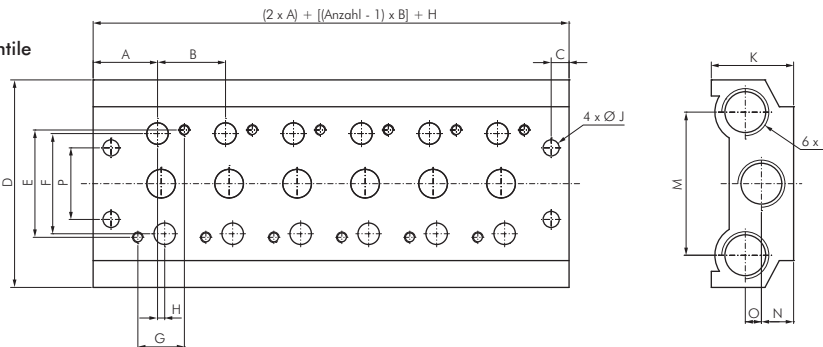 (2 x A) + [(Anzahl - 1) x B] + H
ntile
A
B
C
K
4 x Ø J
6 x
D
E
F
P
M
H
G
O
N